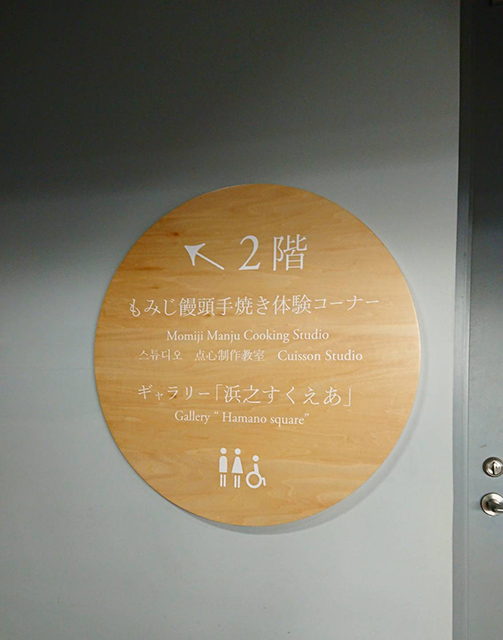 2階
もみじ饅頭手焼き体験コーナー
Momiji Manju Cooking Studio
스튜디오 点心制作教室 Cuisson Studio
ギャラリー「浜之すくえあ」
Gallery “ Hamano square”